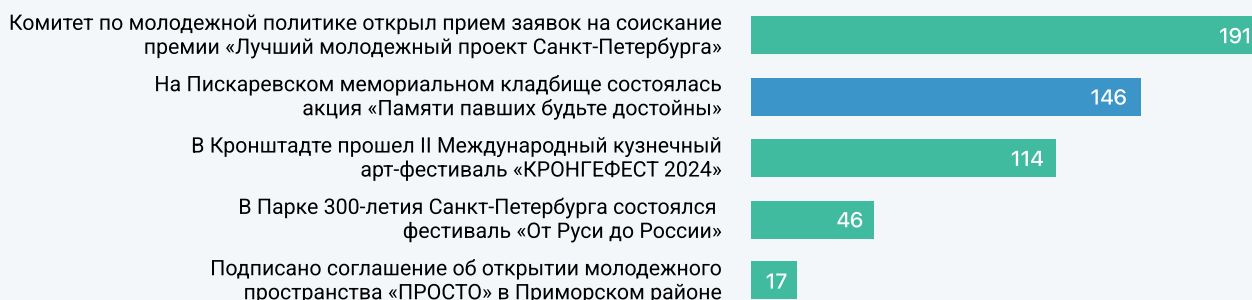 Комитет по молодежной политике открыл прием заявок на соискание
премии «Лучший молодежный проект Санкт-Петербурга»
191
На Пискаревском мемориальном кладбище состоялась
акция «Памяти павших будьте достойны»
146
В Кронштадте прошел II Международный кузнечный
арт-фестиваль «КРОНГЕФЕСТ 2024»
114
В Парке 300-летия Санкт-Петербурга состоялся
фестиваль «От Руси до России»
46
Подписано соглашение об открытии молодежного
пространства «ПРОСТО» в Приморском районе
17